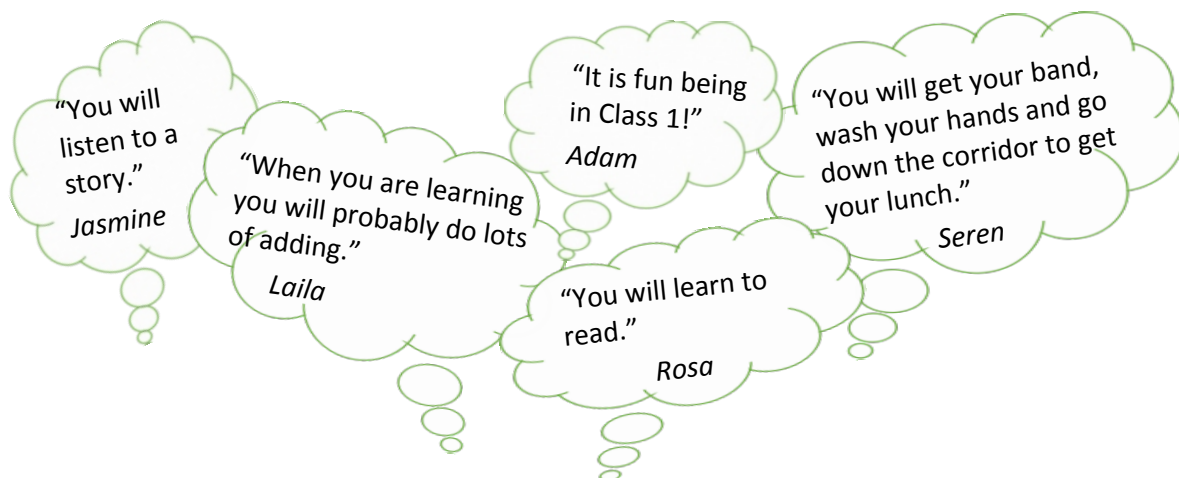 “You will
listen to a
story.”
Jasmine
“When you are learning
you will probably do lots
of adding.”
Laila
“It is fun being
in Class 1!”
Adam
“You will learn to
read.”
Rosa
“You will get your band,
wash your hands and go
down the corridor to get
your lunch.”
Seren